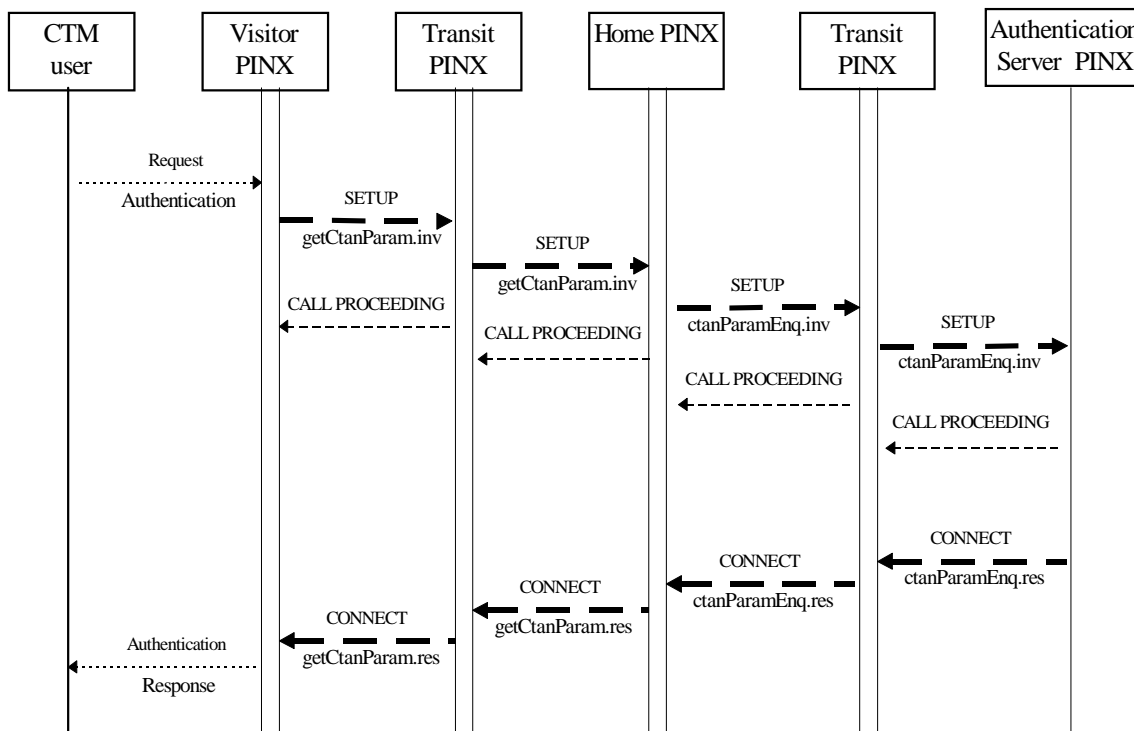 CTM
user
Visitor
PINX
Transit
PINX
Home PINX
Transit
PINX
Authentication
Server PINX
Request
Authentication
SETUP
getCtanParam.inv
SETUP
getCtanParam.inv
SETUP
ctanParamEnq.inv
SETUP
ctanParamEnq.inv
CALL PROCEEDING
CALL PROCEEDING
CALL PROCEEDING
CALL PROCEEDING
CONNECT
ctanParamEnq.res
CONNECT
ctanParamEnq.res
CONNECT
getCtanParam.res
CONNECT
getCtanParam.res
Authentication
Response